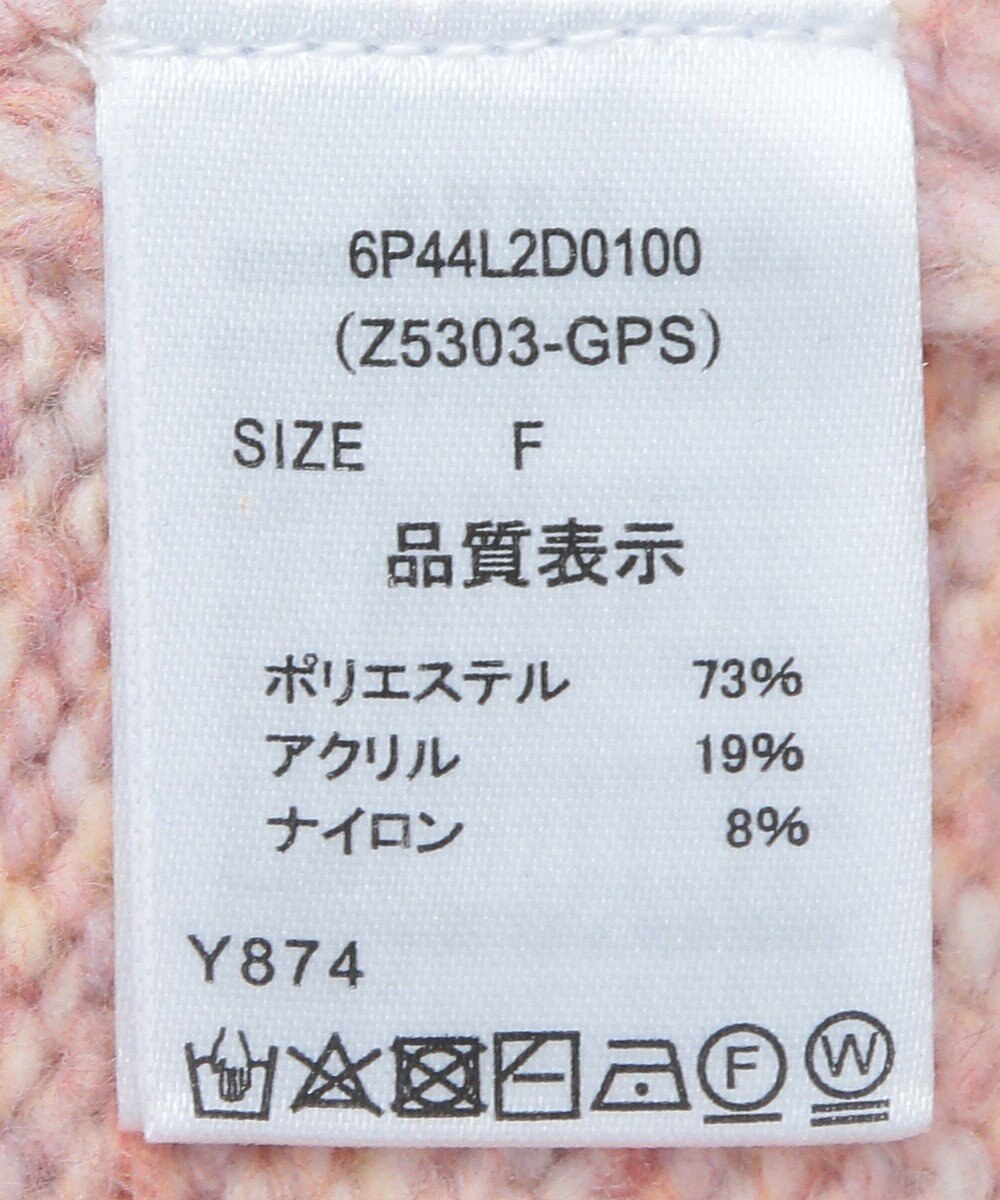 6P44L2D0100
(Z5303-GPS)
SIZE F
品質表示
ポリエステル 73%
アクリル 19%
ナイロン 8%
Y874
F W